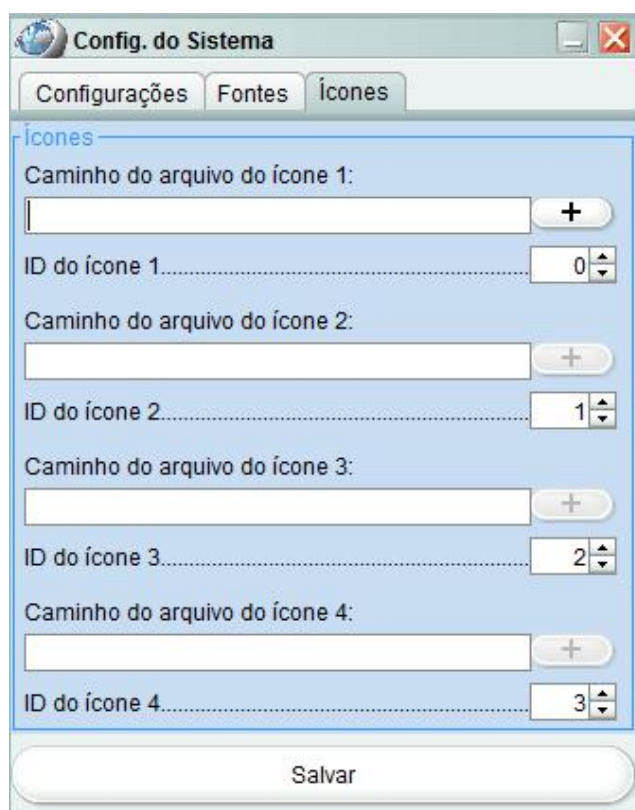 Config. do Sistema
Configurações Fontes Ícones
Ícones
Caminho do arquivo do ícone 1:
+
ID do ícone 1 0
Caminho do arquivo do ícone 2:
+
ID do ícone 2 1
Caminho do arquivo do ícone 3:
+
ID do ícone 3 2
Caminho do arquivo do ícone 4:
+
ID do ícone 4 3
Salvar